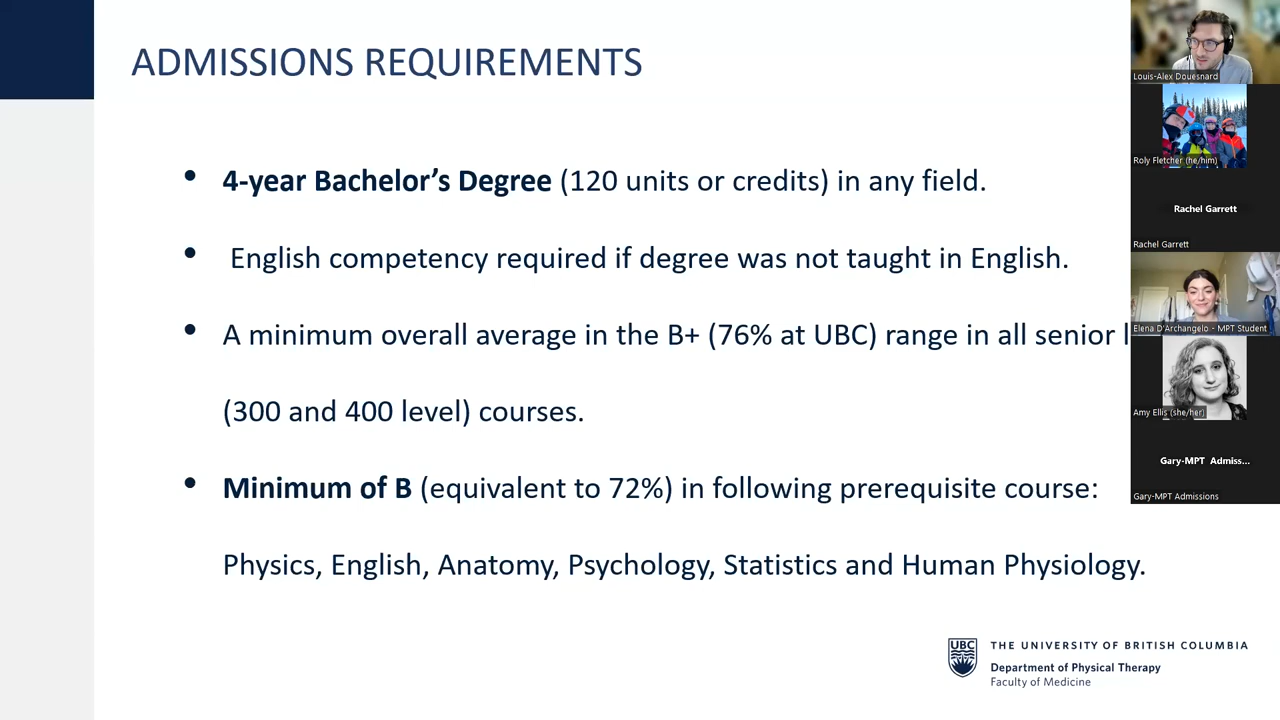 ADMISSIONS REQUIREMENTS
• 4-year Bachelor’s Degree (120 units or credits) in any field.
• English competency required if degree was not taught in English.
• A minimum overall average in the B+ (76% at UBC) range in all senior
(300 and 400 level) courses.
• Minimum of B (equivalent to 72%) in following prerequisite course:
Physics, English, Anatomy, Psychology, Statistics and Human Physiology.
UBC
THE UNIVERSITY OF BRITISH COLUMBIA
Department of Physical Therapy
Faculty of Medicine
Louis-Alex Douesnard
Roly Fletcher (he/him)
Rachel Garrett
Rachel Garrett
Elena D'Archangelo - MPT Student
Amy Ellis (she/her)
Gary-MPT Admiss...
Gary-MPT Admissions